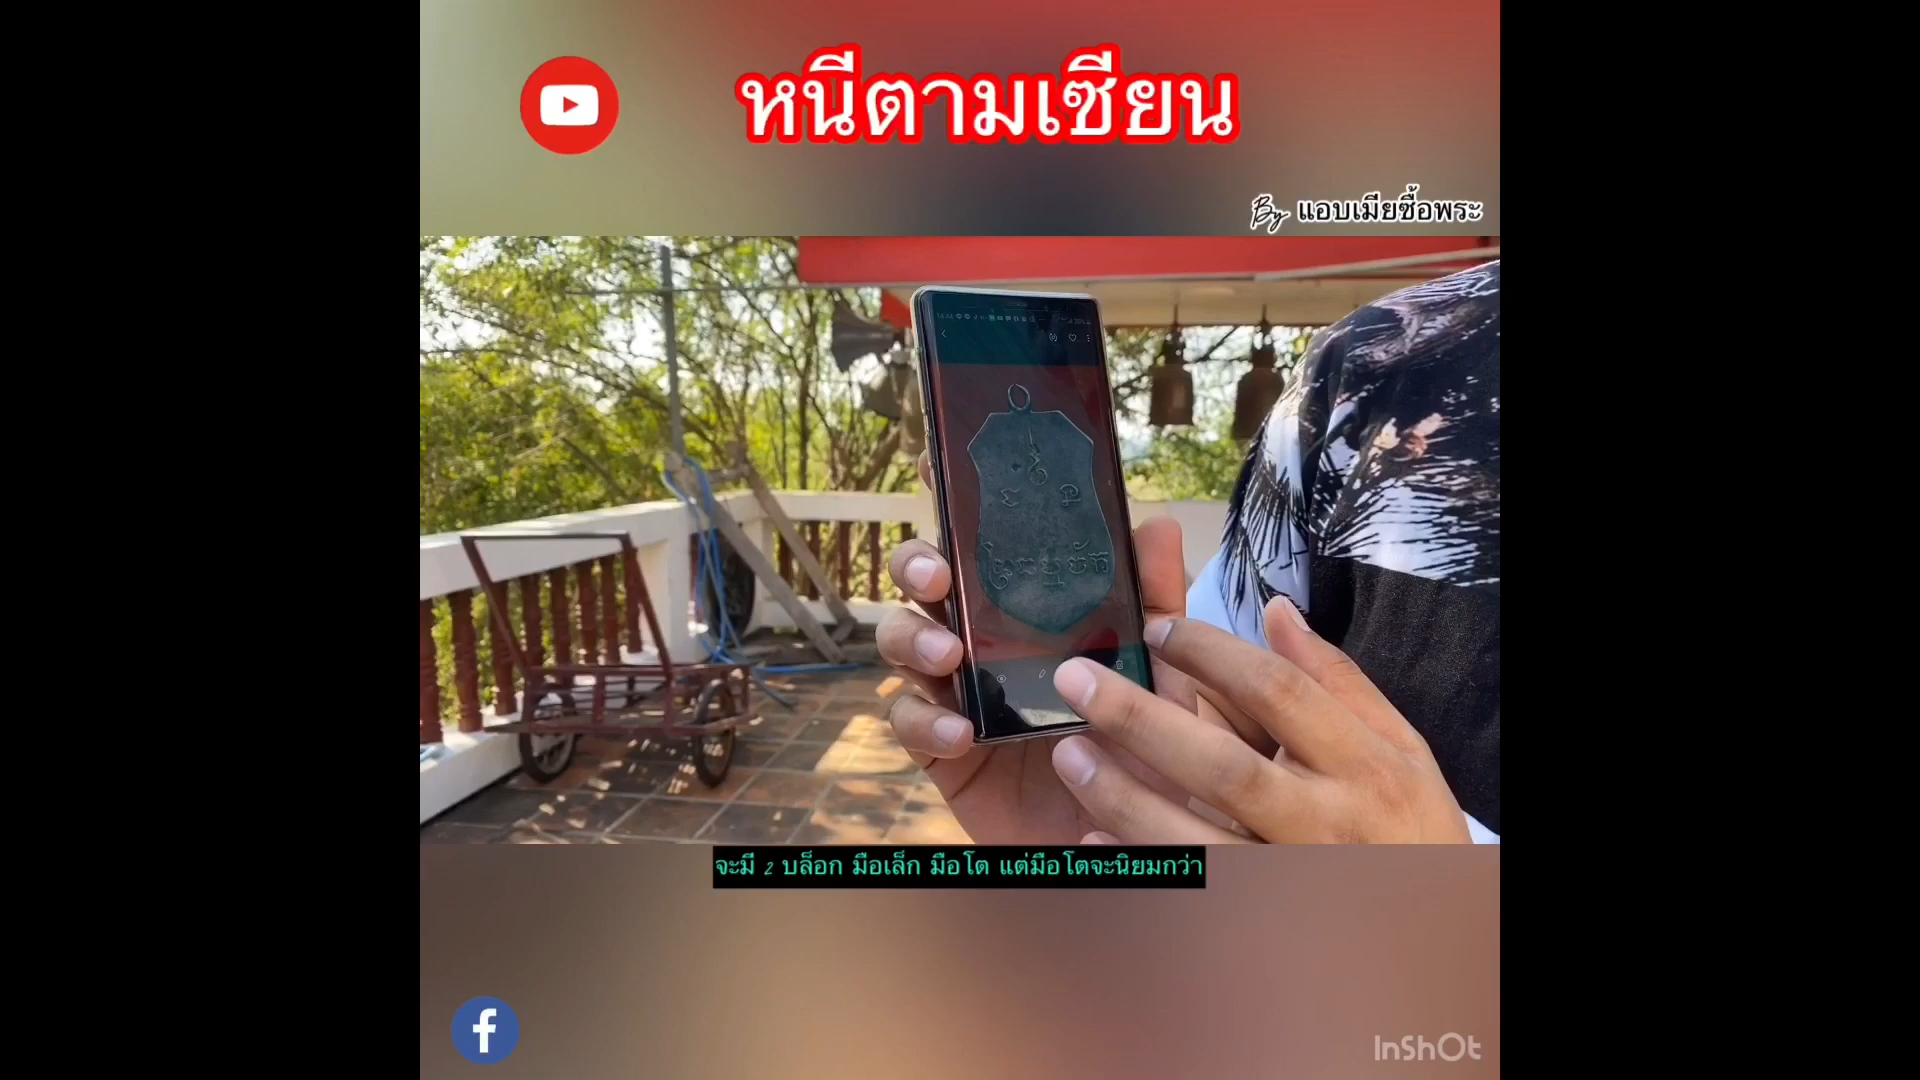 หนีตามเซียน
By แอบเมียซื้อพระ
จะมี 2 บล็อก มือเล็ก มือโต แต่มือโตจะนิยมกว่า
InShOt